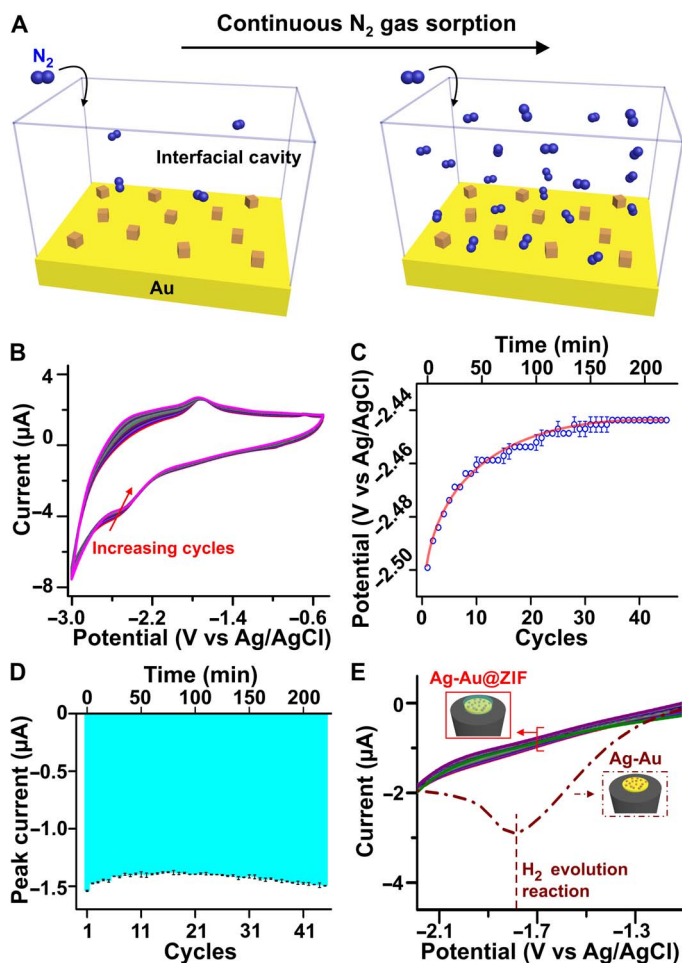 A
Continuous N₂ gas sorption
N₂
Interfacial cavity
Au
B
4
0
−4
−8
Current (µA)
Increasing cycles
−3.0 −2.2 −1.4 −0.6
Potential (V vs Ag/AgCl)
C
Time (min)
0 50 100 150 200
−2.44
−2.46
−2.48
−2.50
Potential (V vs Ag/AgCl)
0 10 20 30 40
Cycles
D
Time (min)
0 50 100 150 200
0
−0.5
−1.0
−1.5
Peak current (µA)
1 11 21 31 41
Cycles
E
Ag-Au@ZIF
0
−2
−4
Current (µA)
Ag-Au
H₂ evolution
reaction
−2.1 −1.7 −1.3
Potential (V vs Ag/AgCl)